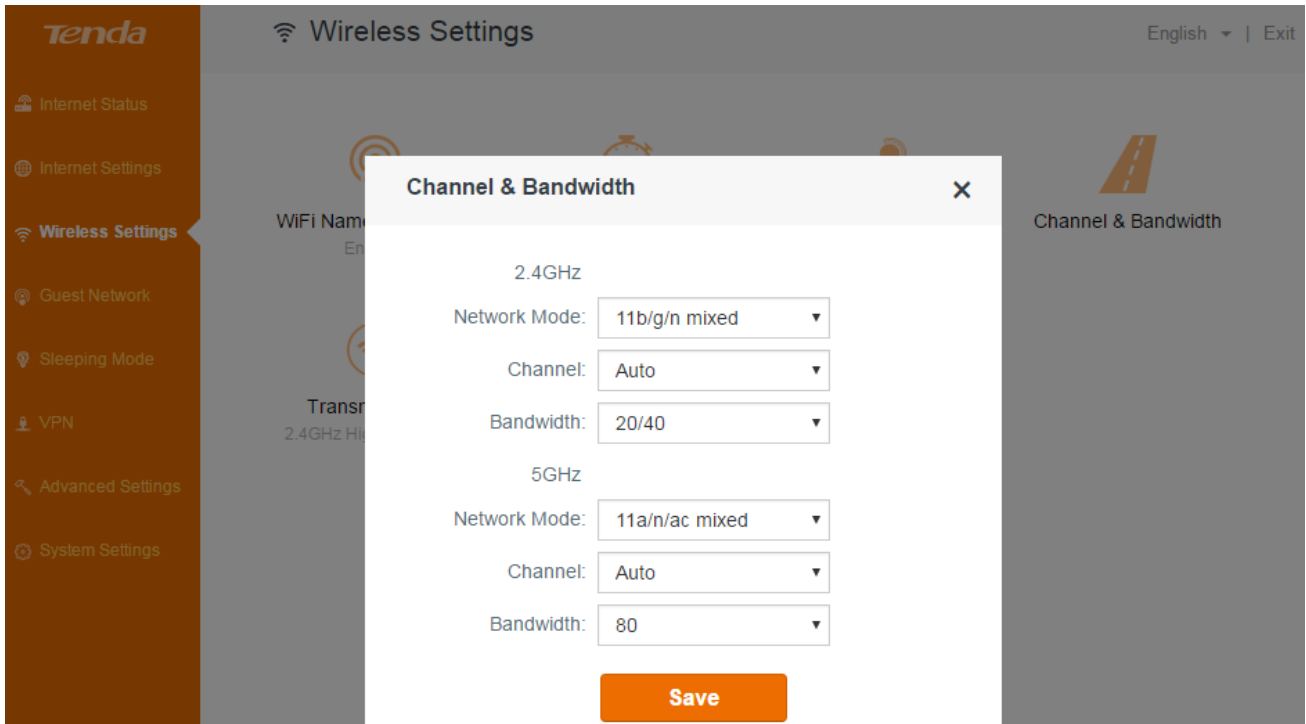 Tenda
Wireless Settings
English | Exit
Internet Status
Internet Settings
Wireless Settings
Guest Network
Sleeping Mode
VPN
Advanced Settings
System Settings
WiFi Nam
En
Channel & Bandwidth
Transr
2.4GHz Hi
Channel & Bandwidth
2.4GHz
Network Mode: 11b/g/n mixed
Channel: Auto
Bandwidth: 20/40
5GHz
Network Mode: 11a/n/ac mixed
Channel: Auto
Bandwidth: 80
Save